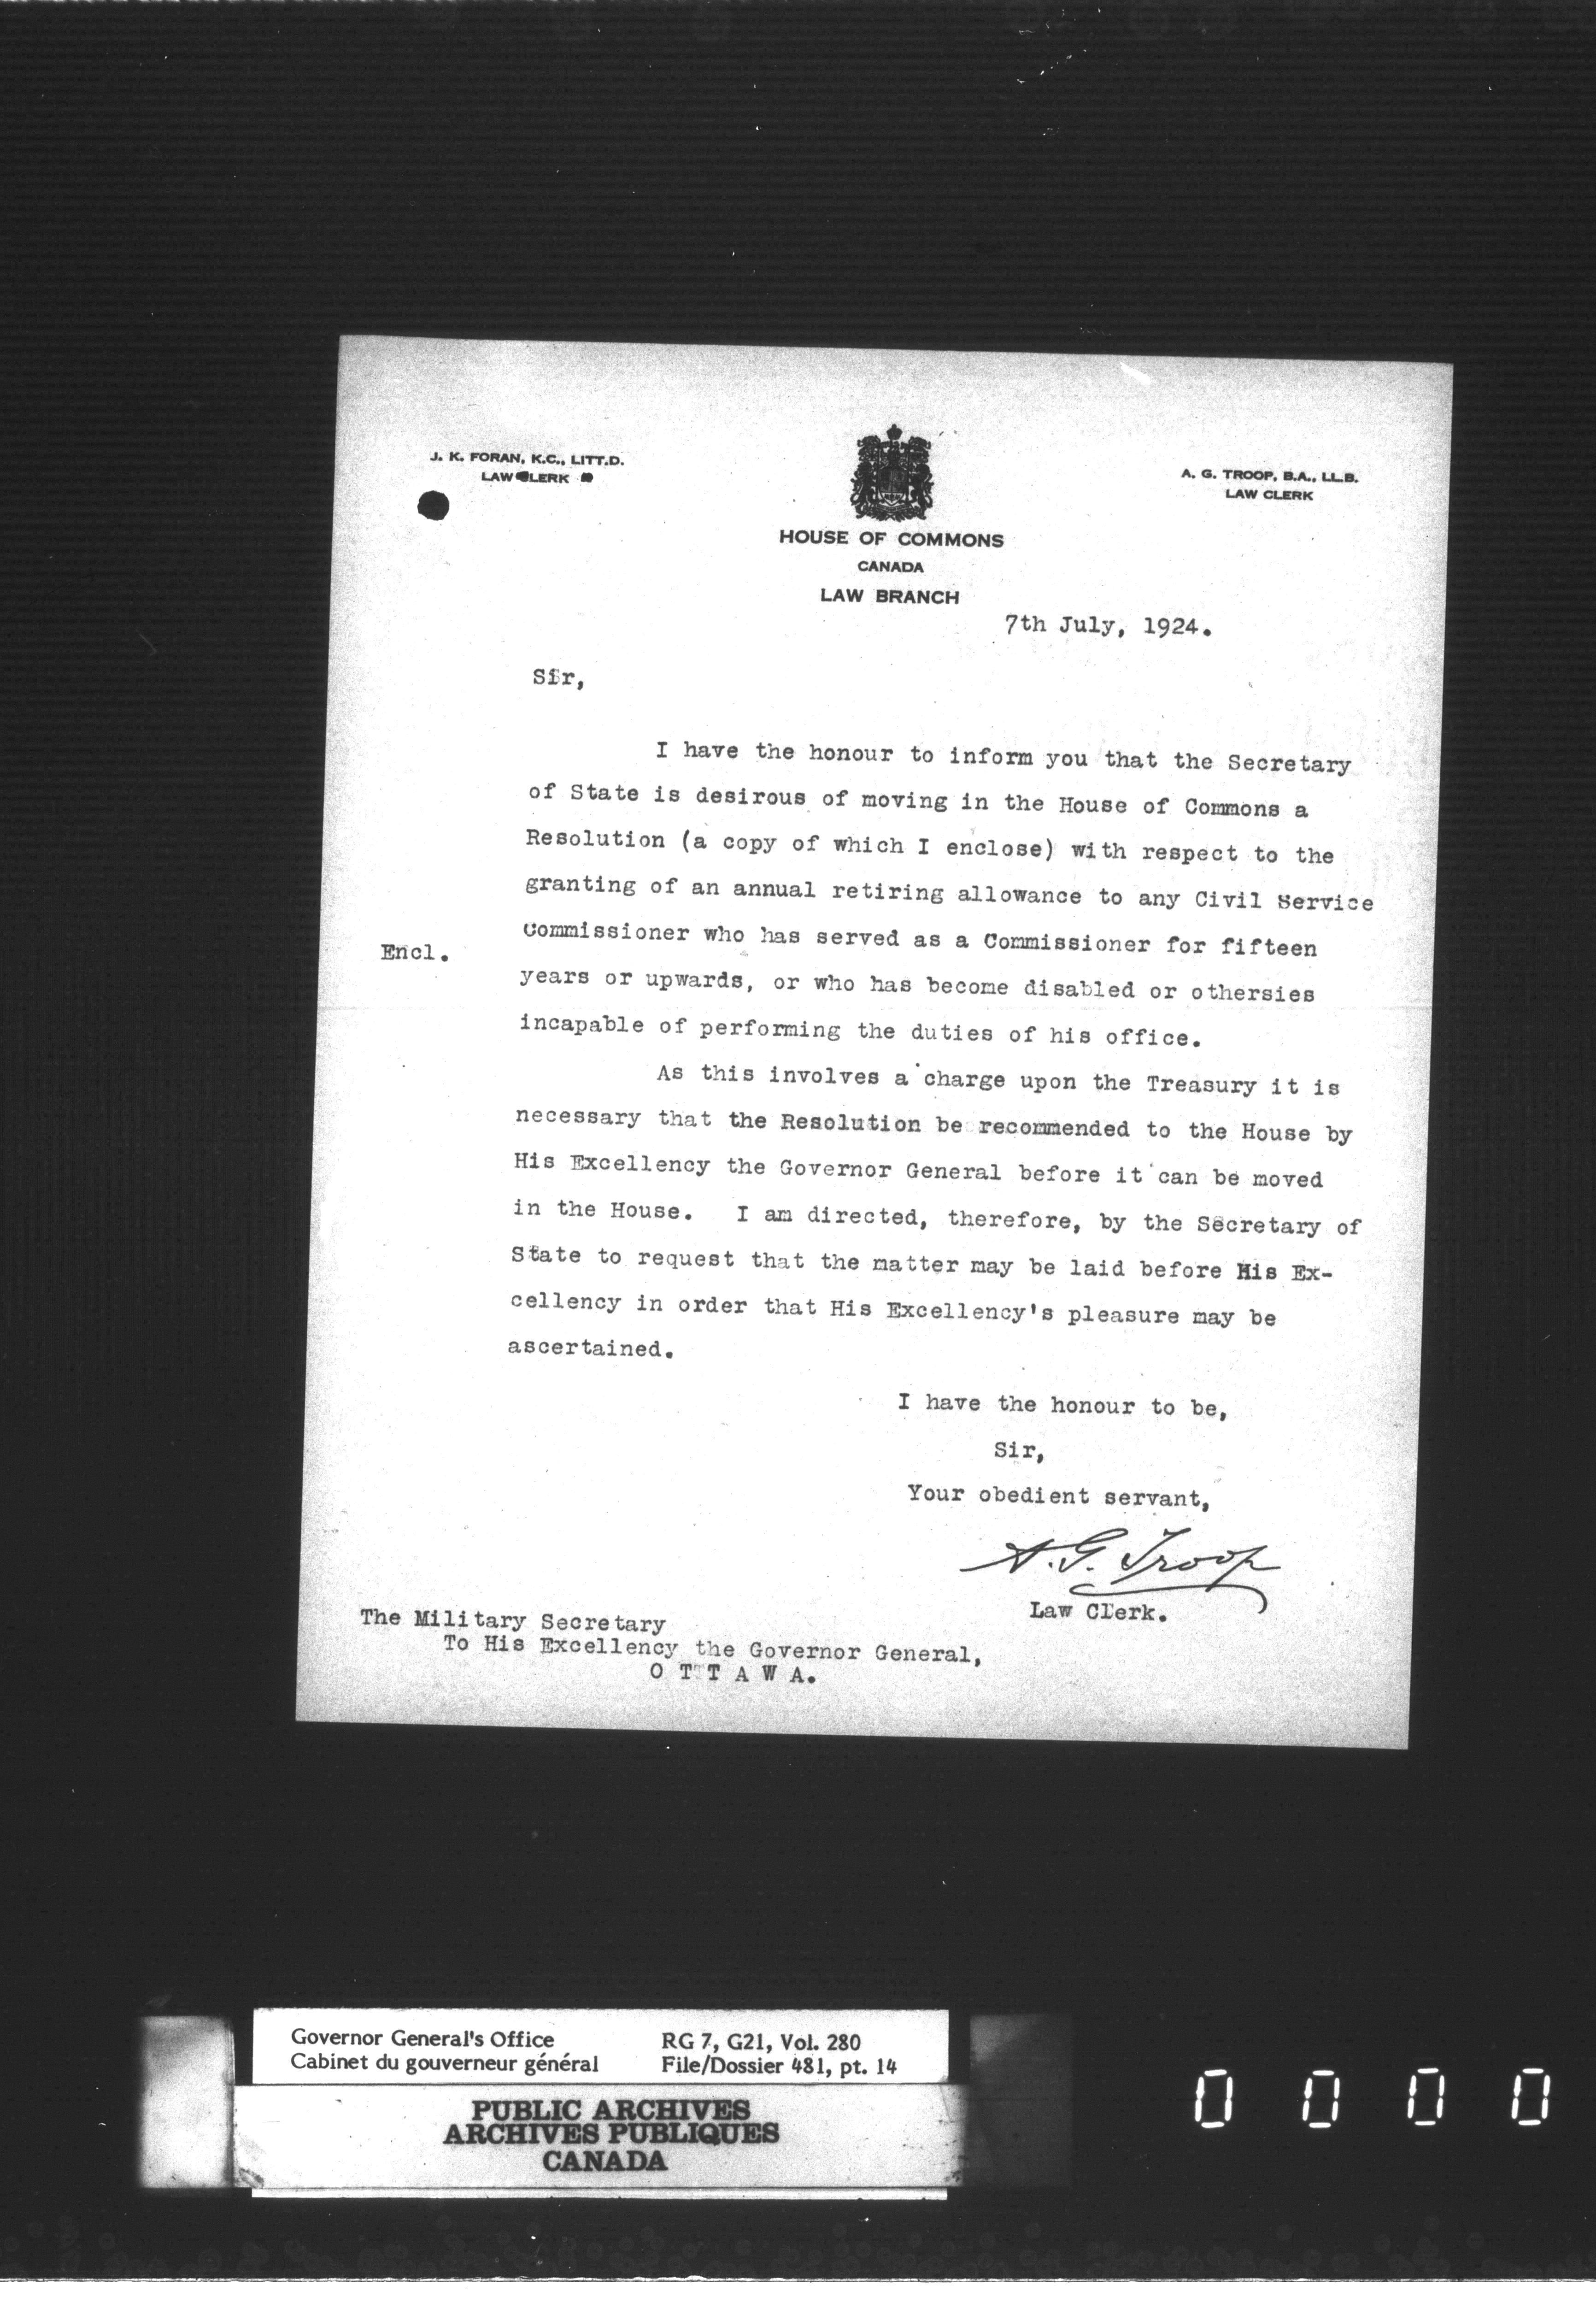 J. K. FORAN, K.C., LITT.D.
LAW CLERK
A. G. TROOP, B.A., LL.B.
LAW CLERK
HOUSE OF COMMONS
CANADA
LAW BRANCH
7th July, 1924.
Sir,
I have the honour to inform you that the Secretary
of State is desirous of moving in the House of Commons a
Resolution (a copy of which I enclose) with respect to the
granting of an annual retiring allowance to any Civil Service
Commissioner who has served as a Commissioner for fifteen
Encl.
years or upwards, or who has become disabled or othersies
incapable of performing the duties of his office.
As this involves a charge upon the Treasury it is
necessary that the Resolution be recommended to the House by
His Excellency the Governor General before it can be moved
in the House. I am directed, therefore, by the Secretary of
State to request that the matter may be laid before His Ex-
cellency in order that His Excellency's pleasure may be
ascertained.
I have the honour to be,
Sir,
Your obedient servant,
A. G. Troop
Law Clerk.
The Military Secretary
To His Excellency the Governor General,
O T T A W A.
Governor General's Office RG 7, G21, Vol. 280
Cabinet du gouverneur général File/Dossier 481, pt. 14
PUBLIC ARCHIVES
ARCHIVES PUBLIQUES
CANADA
0 0 0 0